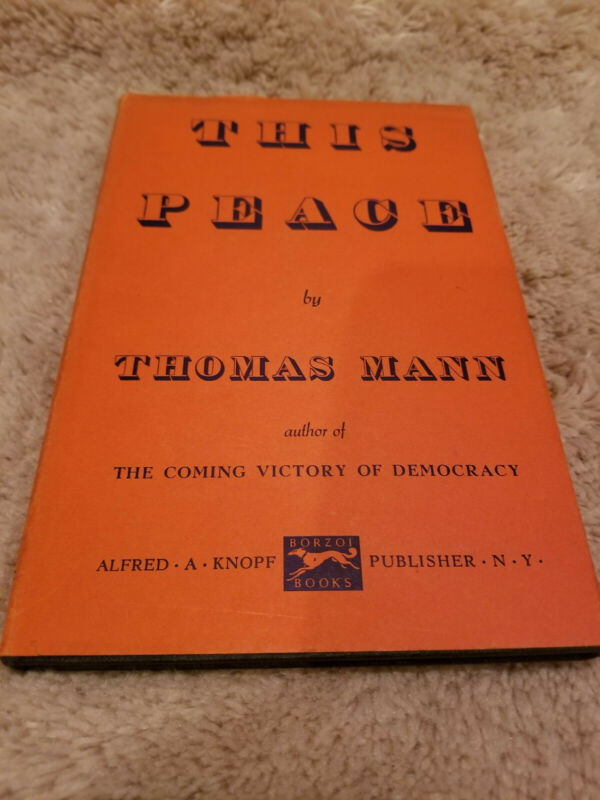 THIS
PEACE
by
THOMAS MANN
author of
THE COMING VICTORY OF DEMOCRACY
ALFRED · A · KNOPF
BORZOI
BOOKS
PUBLISHER · N · Y ·